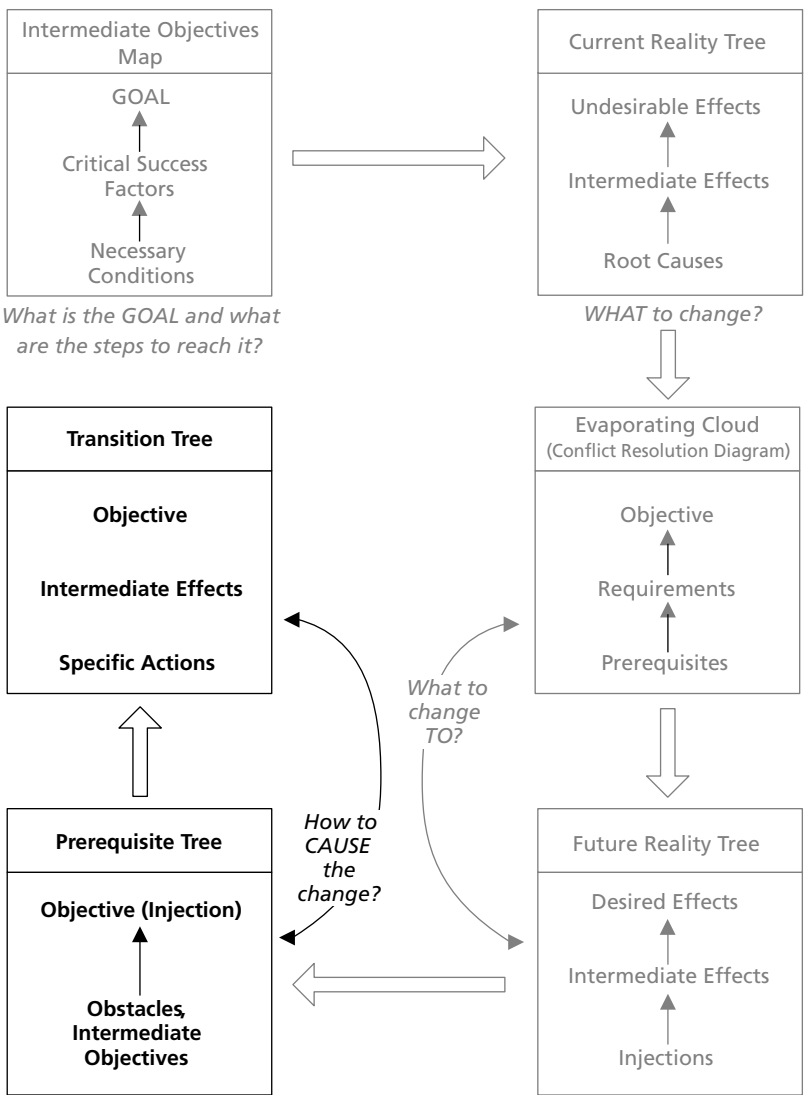 Intermediate Objectives
Map
GOAL
Critical Success
Factors
Necessary
Conditions
What is the GOAL and what
are the steps to reach it?
Current Reality Tree
Undesirable Effects
Intermediate Effects
Root Causes
WHAT to change?
Evaporating Cloud
(Conflict Resolution Diagram)
Objective
Requirements
Prerequisites
What to
change
TO?
Future Reality Tree
Desired Effects
Intermediate Effects
Injections
Prerequisite Tree
Objective (Injection)
Obstacles,
Intermediate
Objectives
How to
CAUSE
the
change?
Transition Tree
Objective
Intermediate Effects
Specific Actions